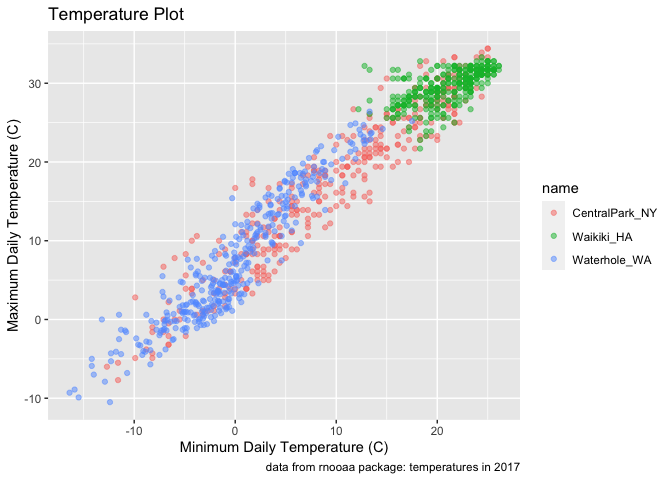 Temperature Plot
Maximum Daily Temperature (C)
30
20
10
0
-10
-10
0
10
20
Minimum Daily Temperature (C)
data from rnooaa package: temperatures in 2017
name
CentralPark_NY
Waikiki_HA
Waterhole_WA